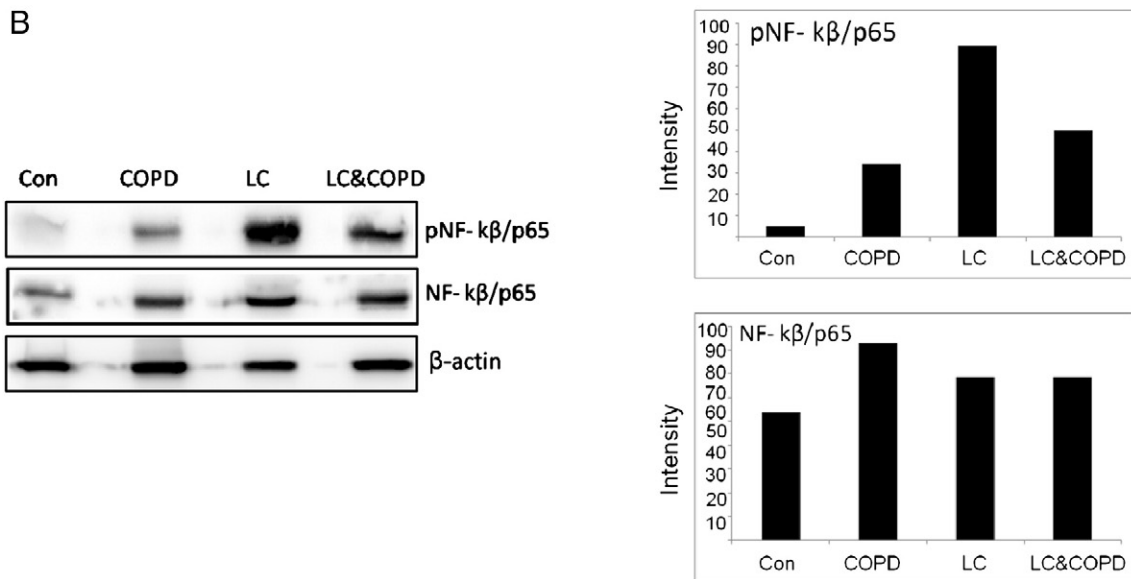 B
Con COPD LC LC&COPD
pNF- kβ/p65
NF- kβ/p65
β-actin
pNF- kβ/p65
Intensity
100
90
80
70
60
50
40
30
20
10
Con COPD LC LC&COPD
NF- kβ/p65
Intensity
100
90
80
70
60
50
40
30
20
10
Con COPD LC LC&COPD